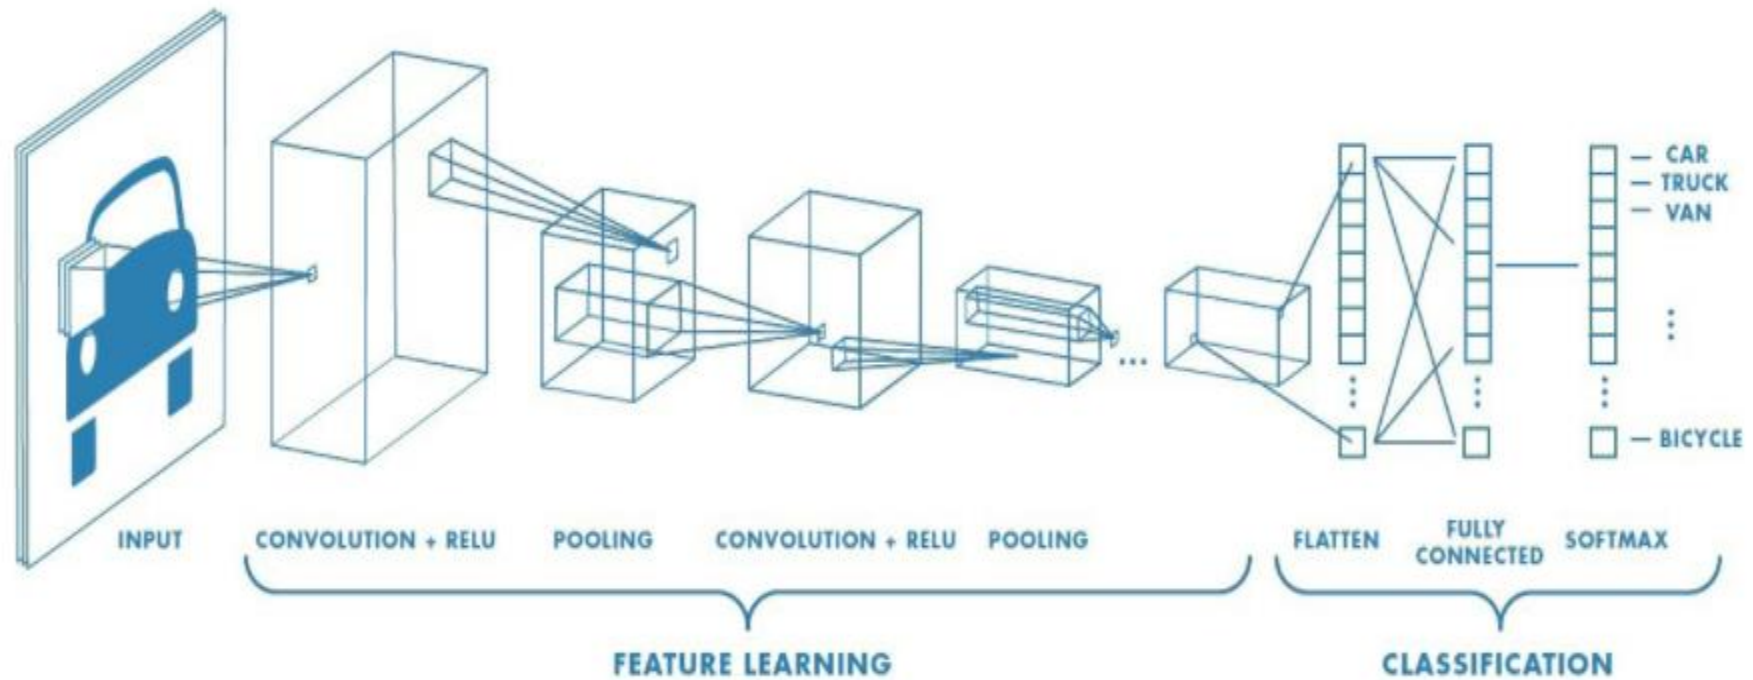 CAR
TRUCK
VAN
BICYCLE
INPUT
CONVOLUTION + RELU
POOLING
CONVOLUTION + RELU
POOLING
...
FLATTEN
FULLY
CONNECTED
SOFTMAX
FEATURE LEARNING
CLASSIFICATION